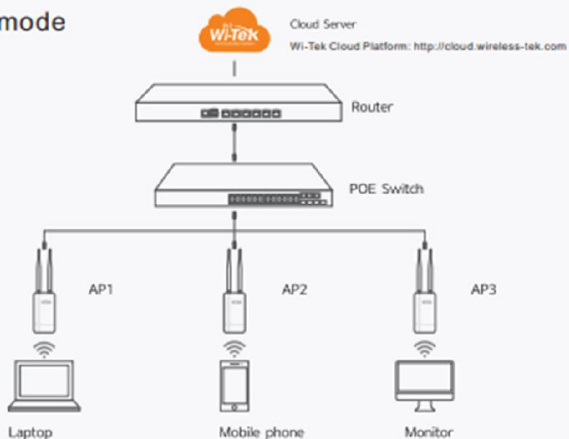 mode
Wi-Tek
Cloud Server
Wi-Tek Cloud Platform: http://cloud.wireless-tek.com
Router
POE Switch
AP1
AP2
AP3
Laptop
Mobile phone
Monitor